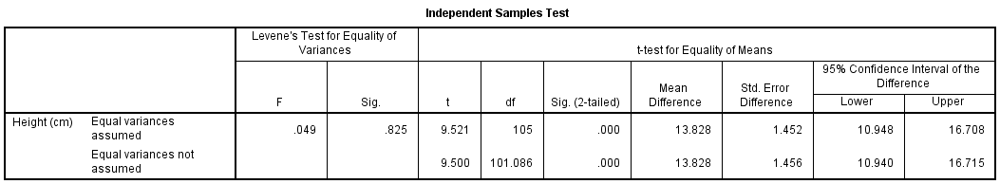 Independent Samples Test
Levene's Test for Equality of Variances
t-test for Equality of Means
95% Confidence Interval of the Difference
F Sig. t df Sig. (2-tailed) Mean Difference Std. Error Difference Lower Upper
Height (cm) Equal variances assumed .049 .825 9.521 105 .000 13.828 1.452 10.948 16.708
Equal variances not assumed 9.500 101.086 .000 13.828 1.456 10.940 16.715